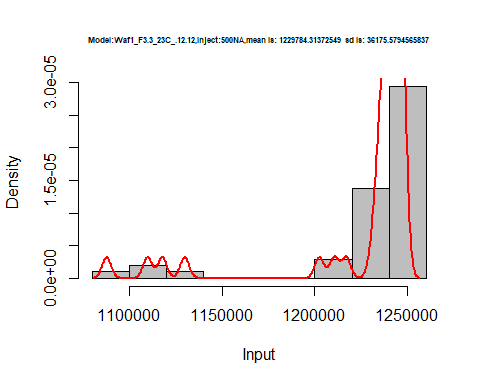 Model:Waf1_F3.3_23C_.12.12,Inject:500NA,mean is: 1229784.31372549  sd is: 36175.5794565837
3.0e-05
1.5e-05
0.0e+00
Density
1100000
1150000
1200000
1250000
Input